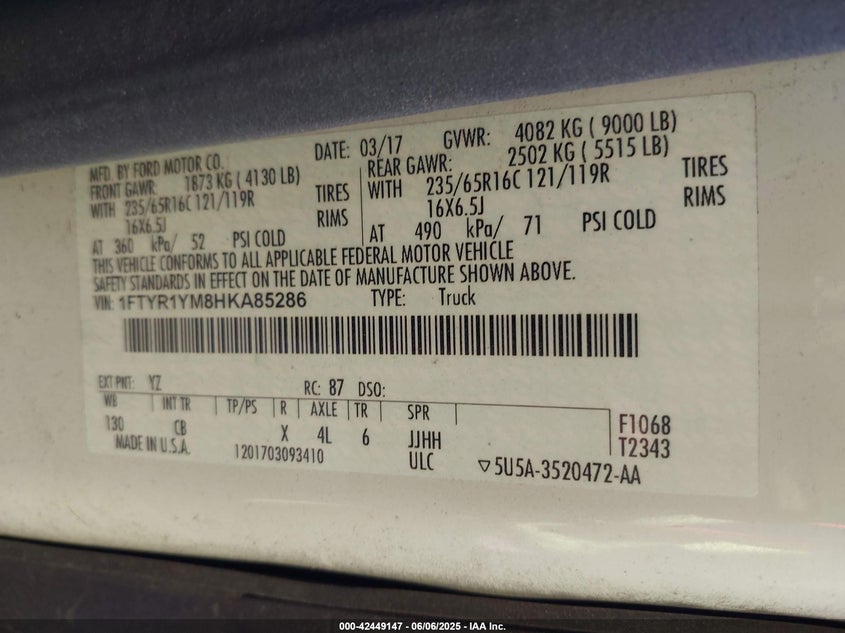 MFD. BY FORD MOTOR CO.
DATE: 03/17 GVWR: 4082 KG ( 9000 LB)
FRONT GAWR: 1873 KG ( 4130 LB)
REAR GAWR: 2502 KG ( 5515 LB)
WITH 235/65R16C 121/119R TIRES
WITH 235/65R16C 121/119R TIRES
16X6.5J RIMS
16X6.5J RIMS
AT 360 kPa/ 52 PSI COLD
AT 490 kPa/ 71 PSI COLD
THIS VEHICLE CONFORMS TO ALL APPLICABLE FEDERAL MOTOR VEHICLE
SAFETY STANDARDS IN EFFECT ON THE DATE OF MANUFACTURE SHOWN ABOVE.
VIN: 1FTYR1YM8HKA85286 TYPE: Truck
EXT PNT: YZ RC: 87 DSO:
WB INT TR TP/PS R AXLE TR SPR
130 CB X 4L 6 JJHH F1068
MADE IN U.S.A. 1201703093410 ULC T2343
▽5U5A-3520472-AA
000-42449147 - 06/06/2025 - IAA Inc.